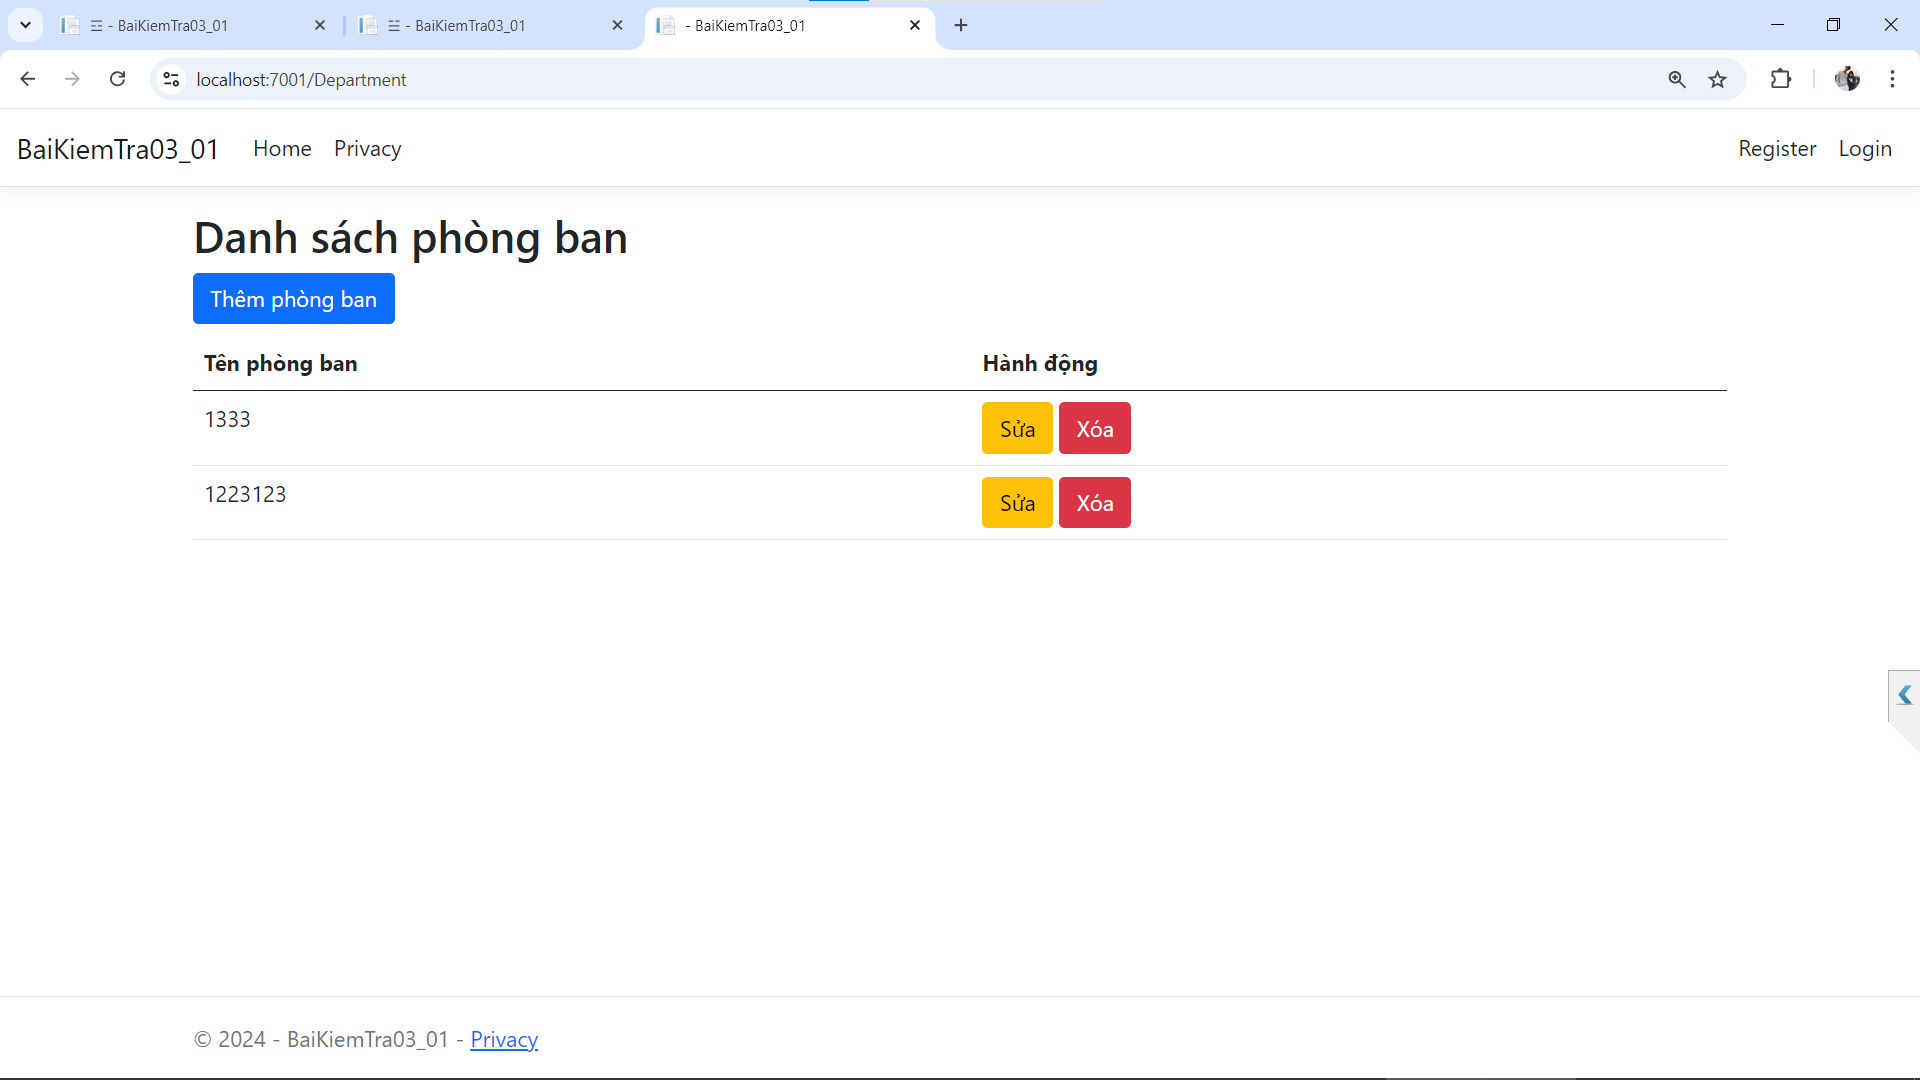 ☲ - BaiKiemTra03_01
☱ - BaiKiemTra03_01
- BaiKiemTra03_01
localhost:7001/Department
BaiKiemTra03_01 Home Privacy Register Login
Danh sách phòng ban
Thêm phòng ban
Tên phòng ban Hành động
1333 Sửa Xóa
1223123 Sửa Xóa
© 2024 - BaiKiemTra03_01 - Privacy